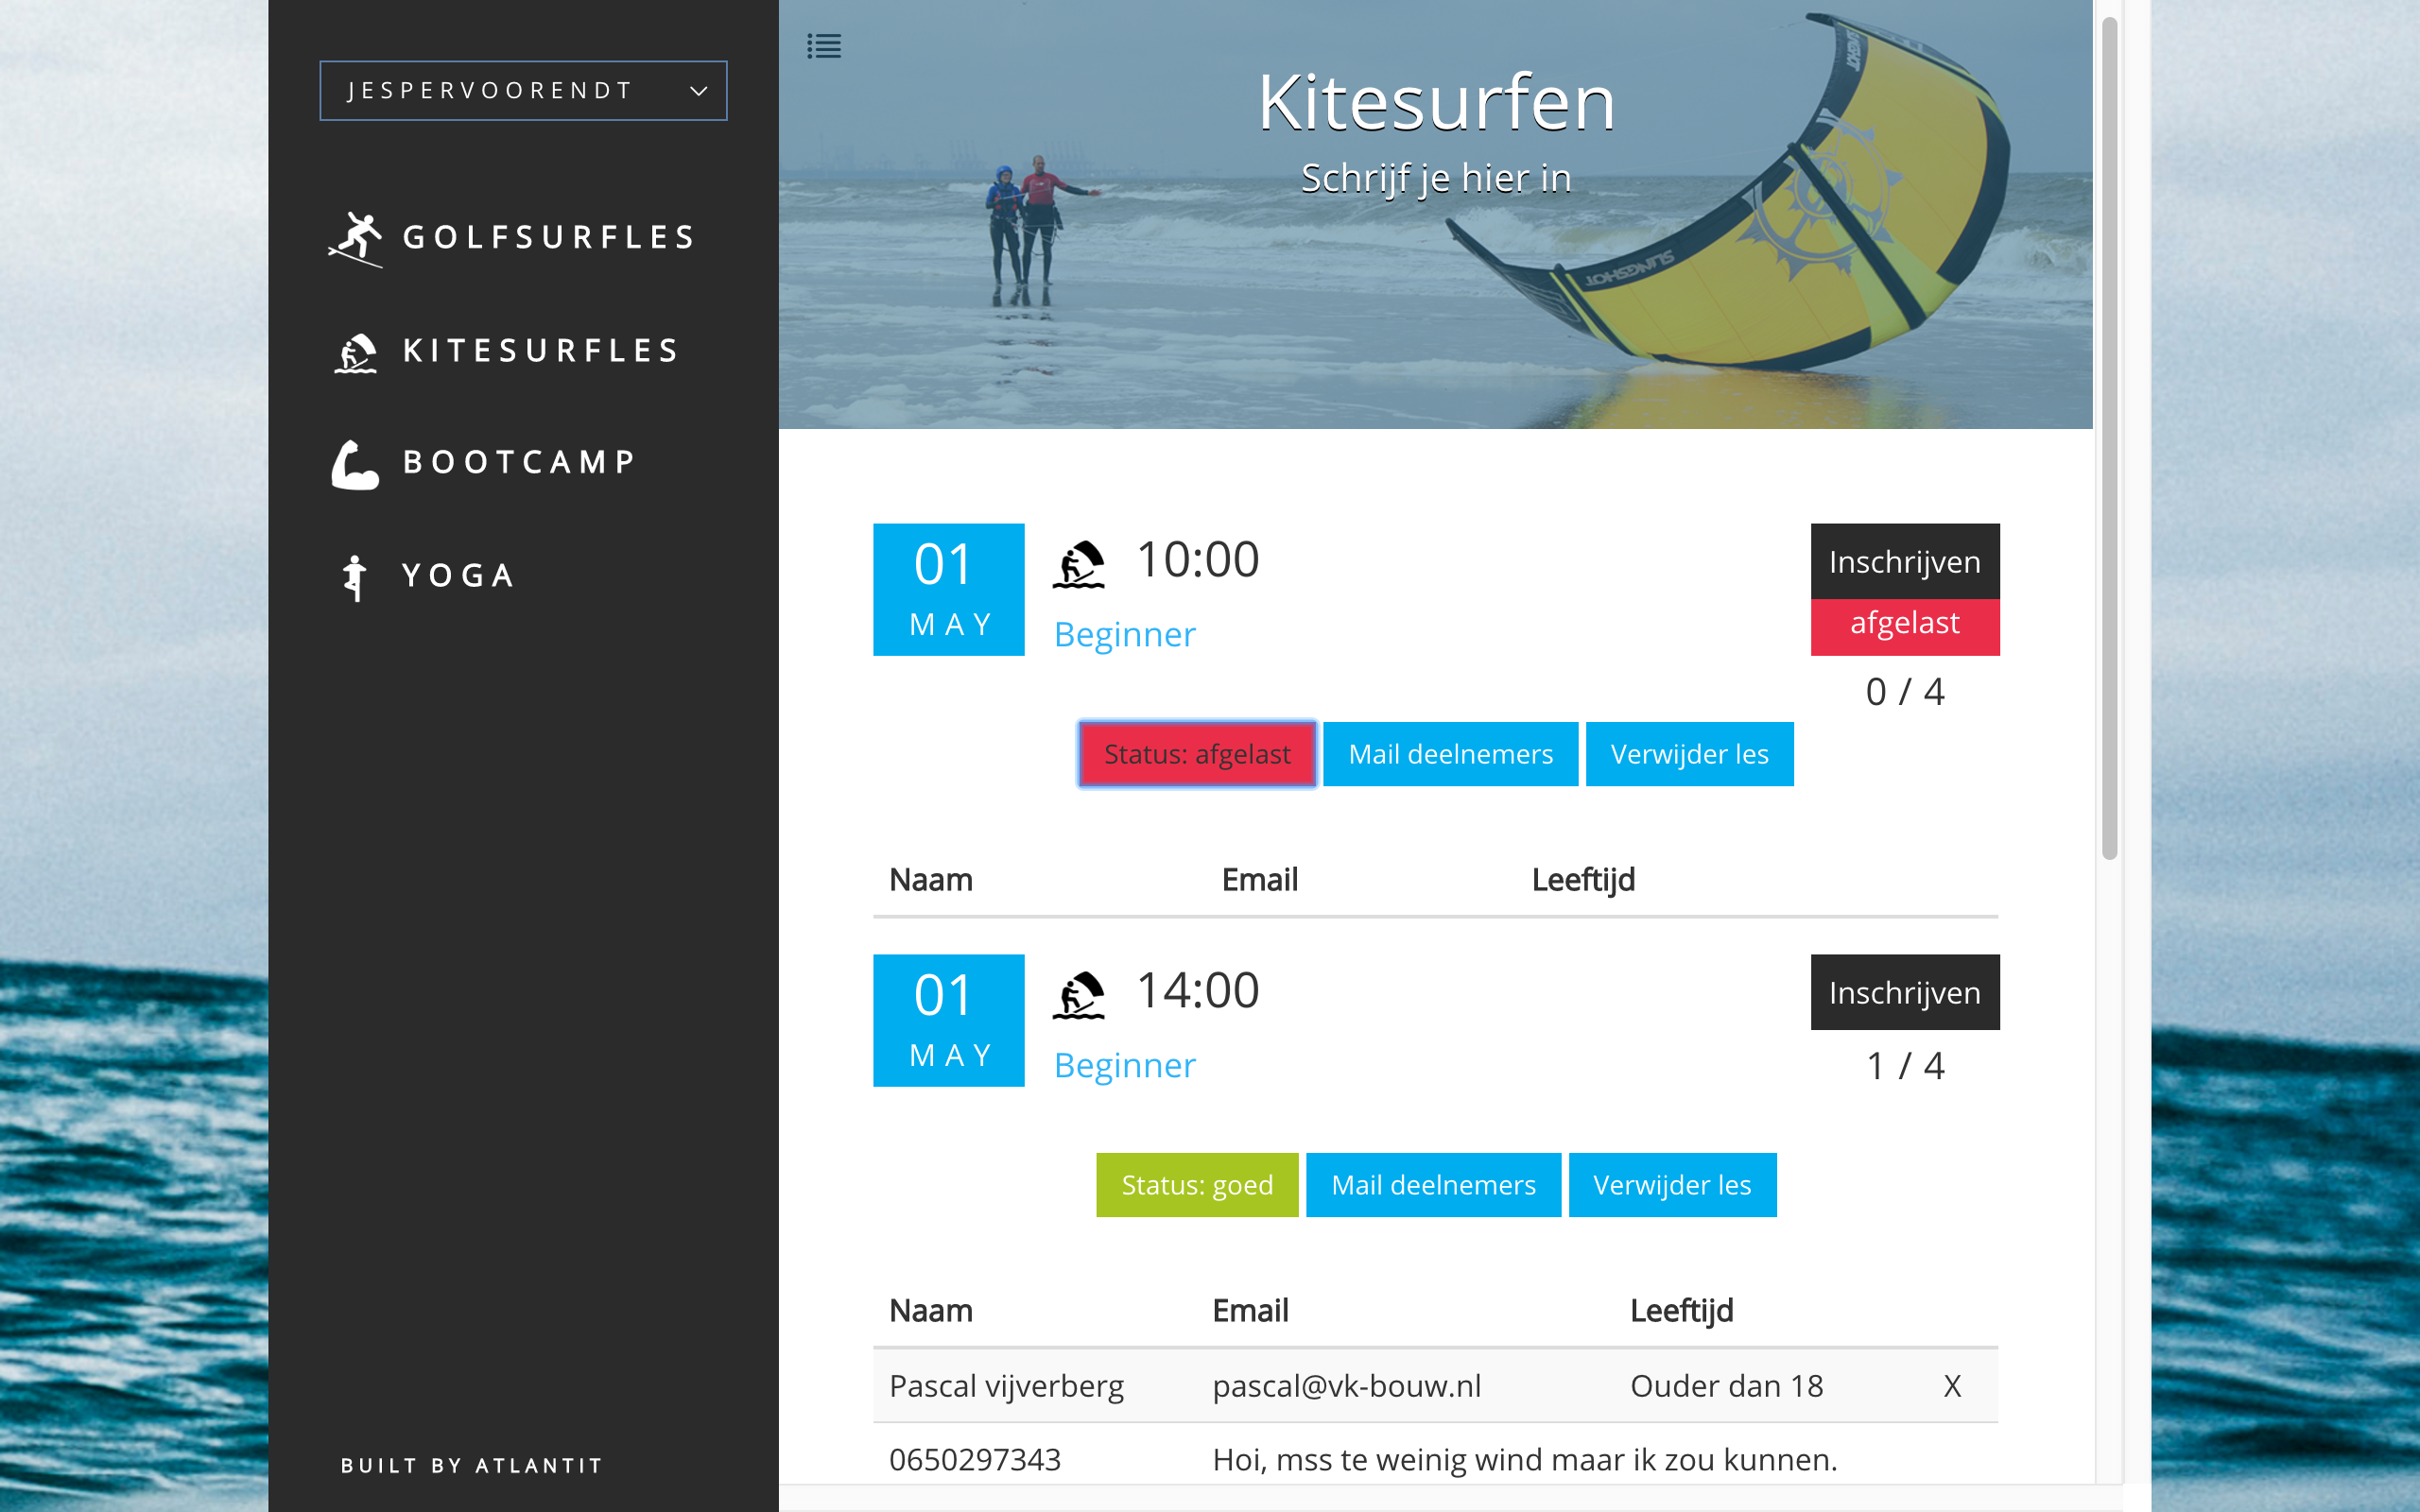 JESPERVOORENDT
GOLFSURFLES
KITESURFLES
BOOTCAMP
YOGA
BUILT BY ATLANTIT
Kitesurfen
Schrijf je hier in
SLINGSHOT
01
MAY
10:00
Beginner
Inschrijven
afgelast
0 / 4
Status: afgelast
Mail deelnemers
Verwijder les
Naam Email Leeftijd
01
MAY
14:00
Beginner
Inschrijven
1 / 4
Status: goed
Mail deelnemers
Verwijder les
Naam Email Leeftijd
Pascal vijverberg pascal@vk-bouw.nl Ouder dan 18 X
0650297343 Hoi, mss te weinig wind maar ik zou kunnen.